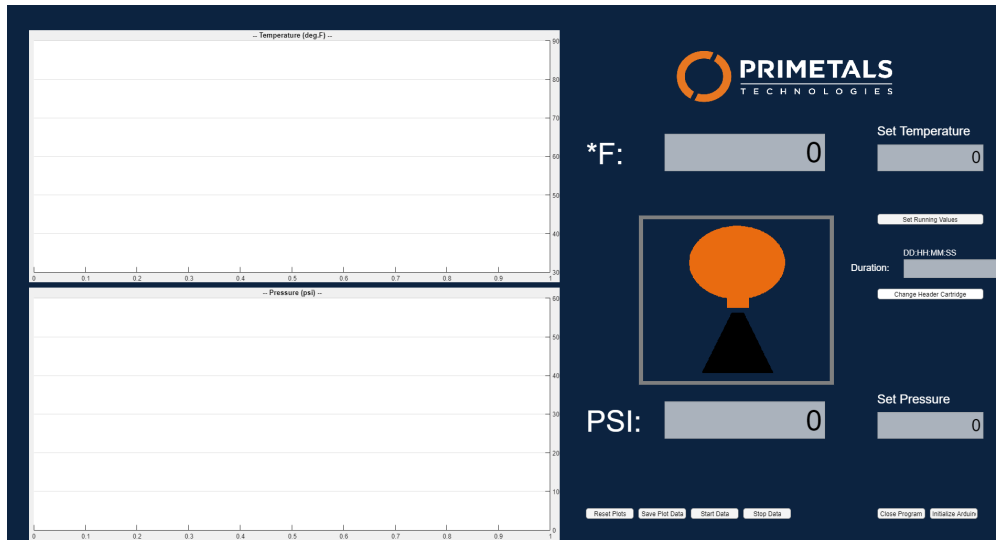 -- Temperature (deg.F) --
90
80
70
60
50
40
30
0 0.1 0.2 0.3 0.4 0.5 0.6 0.7 0.8 0.9 1
-- Pressure (psi) --
60
50
40
30
20
10
0
0 0.1 0.2 0.3 0.4 0.5 0.6 0.7 0.8 0.9 1
PRIMETALS
TECHNOLOGIES
*F: 0
Set Temperature
0
Set Running Values
DD:HH:MM:SS
Duration:
Change Header Cartridge
PSI: 0
Set Pressure
0
Reset Plots Save Plot Data Start Data Stop Data Close Program Initialize Arduin